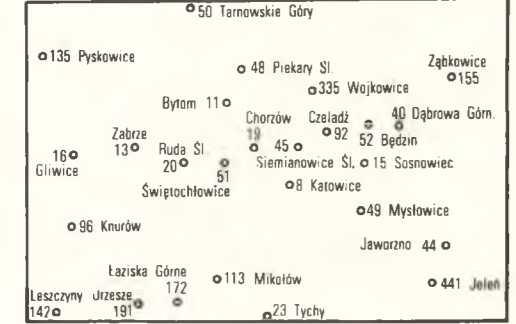 50 Tarnowskie Góry
135 Pyskowice
48 Piekary Śl.
Ząbkowice
155
335 Wojkowice
Bytom 11
Chorzów
19
Czeladź
92
40 Dąbrowa Górn.
52 Będzin
Zabrze
13
Ruda Śl.
20
45
16
Gliwice
51
Siemianowice Śl.
15 Sosnowiec
Świętochłowice
8 Katowice
49 Mysłowice
96 Knurów
Jaworzno 44
Łaziska Górne
172
113 Mikołów
441 Jeleń
Leszczyny
142
Urzesze
191
23 Tychy